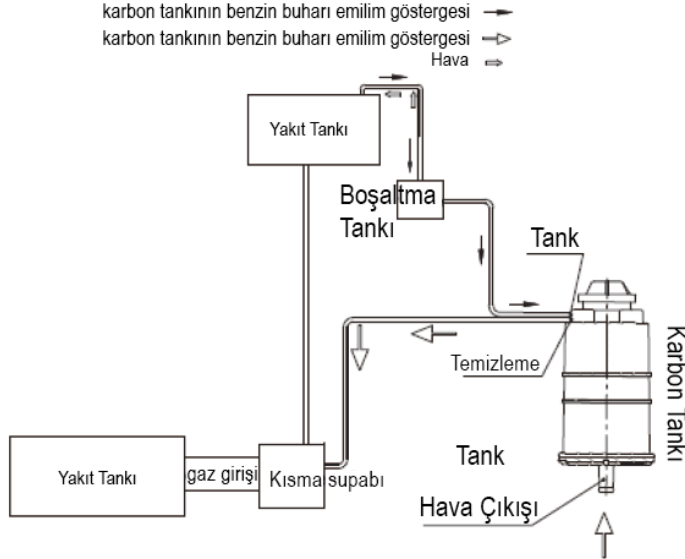 karbon tankının benzin buharı emilim göstergesi
karbon tankının benzin buharı emilim göstergesi
Hava
Yakıt Tankı
Boşaltma
Tankı
Tank
Temizleme
Karbon Tankı
Tank
Yakıt Tankı
gaz girişi
Kısma supabı
Hava Çıkışı